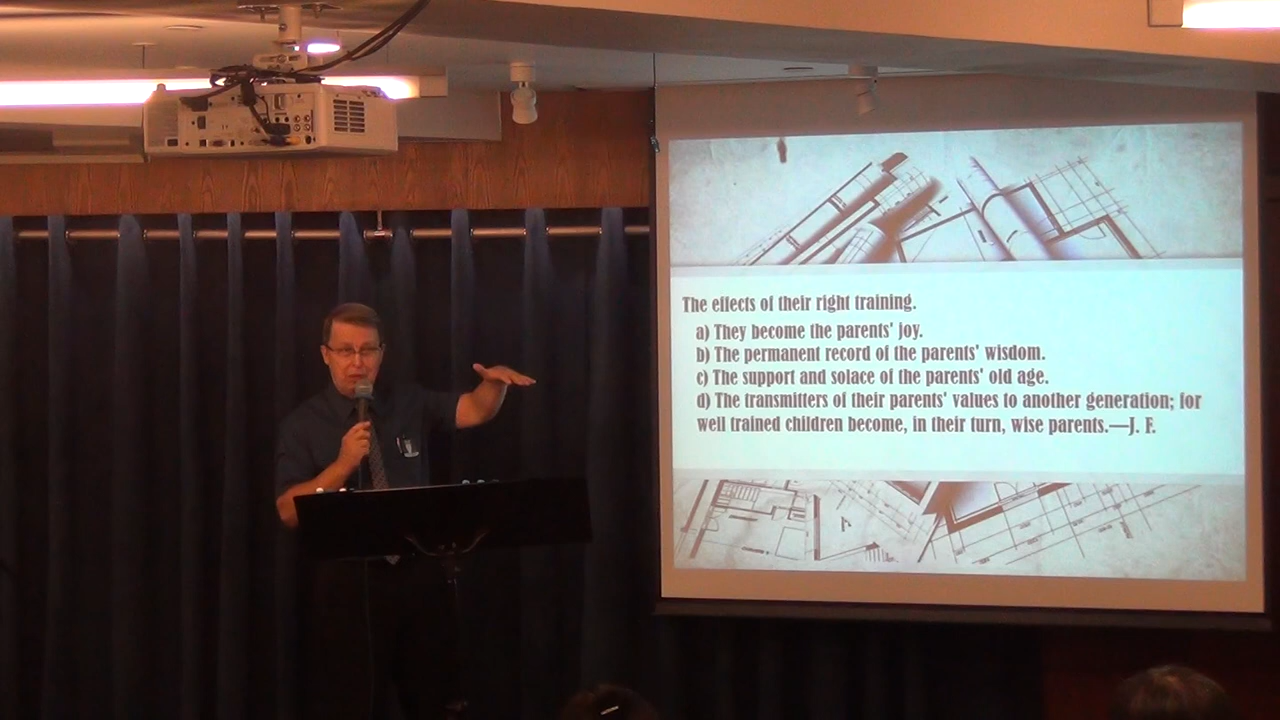 The effects of their right training.
a) They become the parents' joy.
b) The permanent record of the parents' wisdom.
c) The support and solace of the parents' old age.
d) The transmitters of their parents' values to another generation; for
well trained children become, in their turn, wise parents.—J. F.